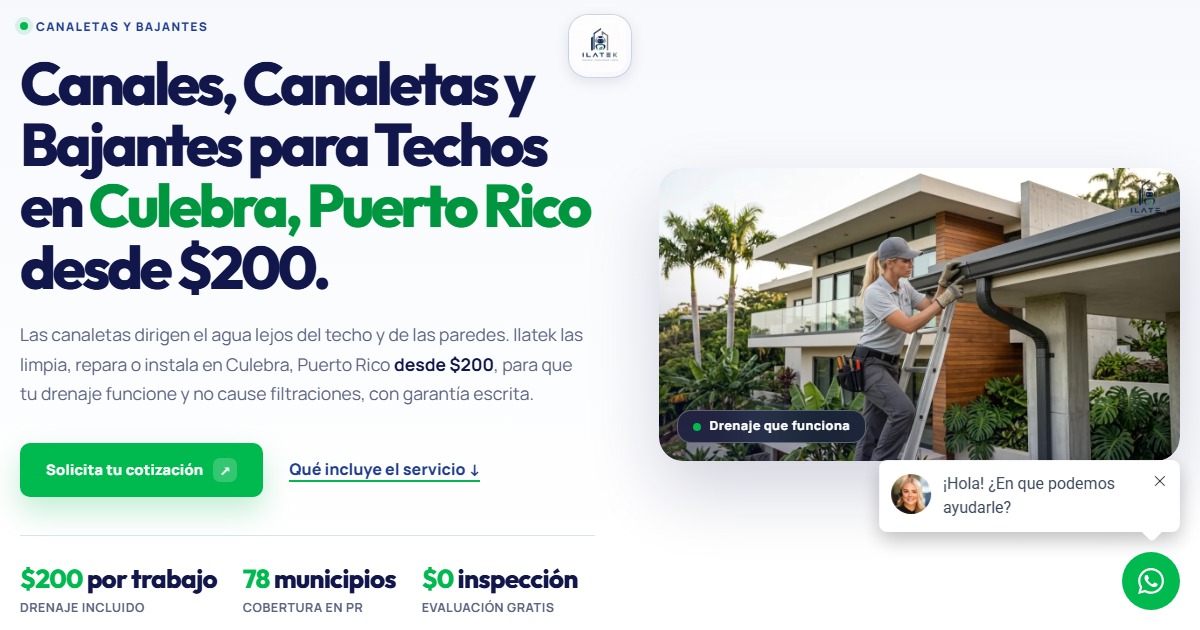 CANALETAS Y BAJANTES
ILATEK
Canales, Canaletas y
Bajantes para Techos
en Culebra, Puerto Rico
desde $200.
Las canaletas dirigen el agua lejos del techo y de las paredes. Ilatek las
limpia, repara o instala en Culebra, Puerto Rico desde $200, para que
tu drenaje funcione y no cause filtraciones, con garantía escrita.
Solicita tu cotización ↗
Qué incluye el servicio ↓
ILATEK
Drenaje que funciona
¡Hola! ¿En que podemos
ayudarle?
$200 por trabajo
DRENAJE INCLUIDO
78 municipios
COBERTURA EN PR
$0 inspección
EVALUACIÓN GRATIS